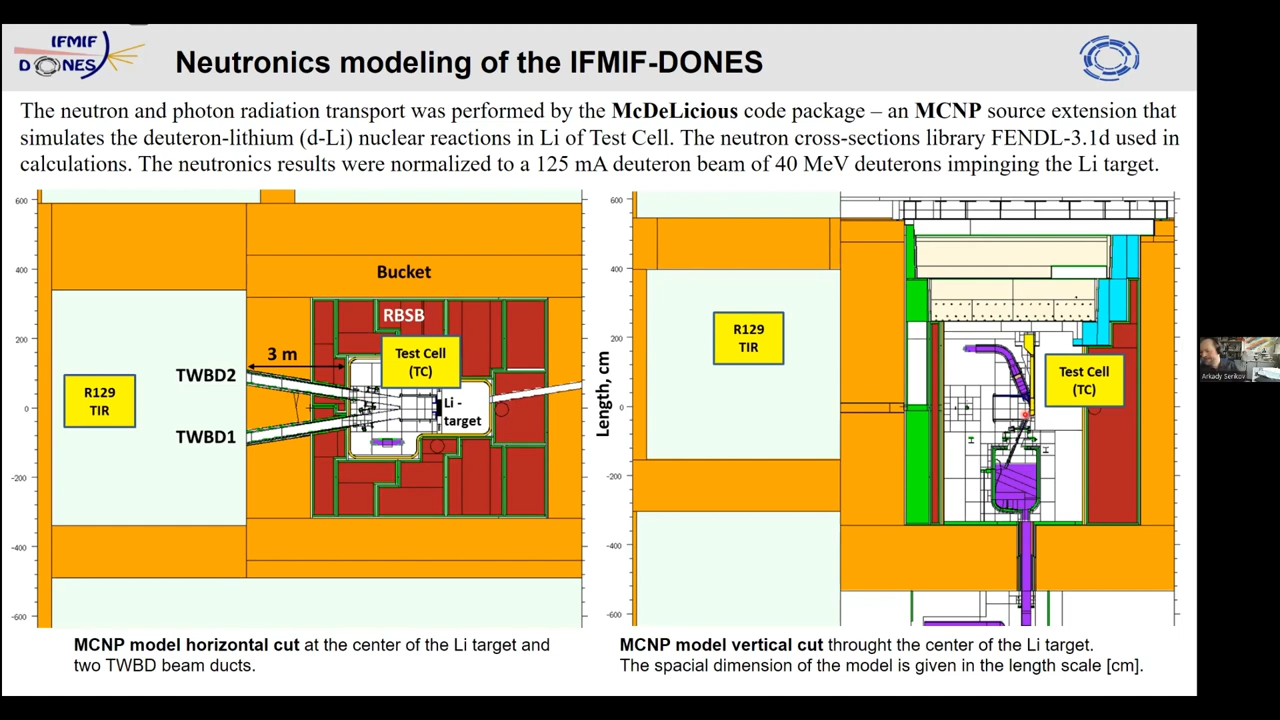 IFMIF
DONES
Neutronics modeling of the IFMIF-DONES
The neutron and photon radiation transport was performed by the McDeLicious code package – an MCNP source extension that
simulates the deuteron-lithium (d-Li) nuclear reactions in Li of Test Cell. The neutron cross-sections library FENDL-3.1d used in
calculations. The neutronics results were normalized to a 125 mA deuteron beam of 40 MeV deuterons impinging the Li target.
600
400
200
0
-200
-400
-600
Bucket
RBSB
3 m
Test Cell
(TC)
TWBD2
R129
TIR
Li -
target
TWBD1
Length, cm
600
400
200
0
-200
-400
-600
R129
TIR
Test Cell
(TC)
MCNP model horizontal cut at the center of the Li target and
two TWBD beam ducts.
MCNP model vertical cut throught the center of the Li target.
The spacial dimension of the model is given in the length scale [cm].
Arkady Serikov